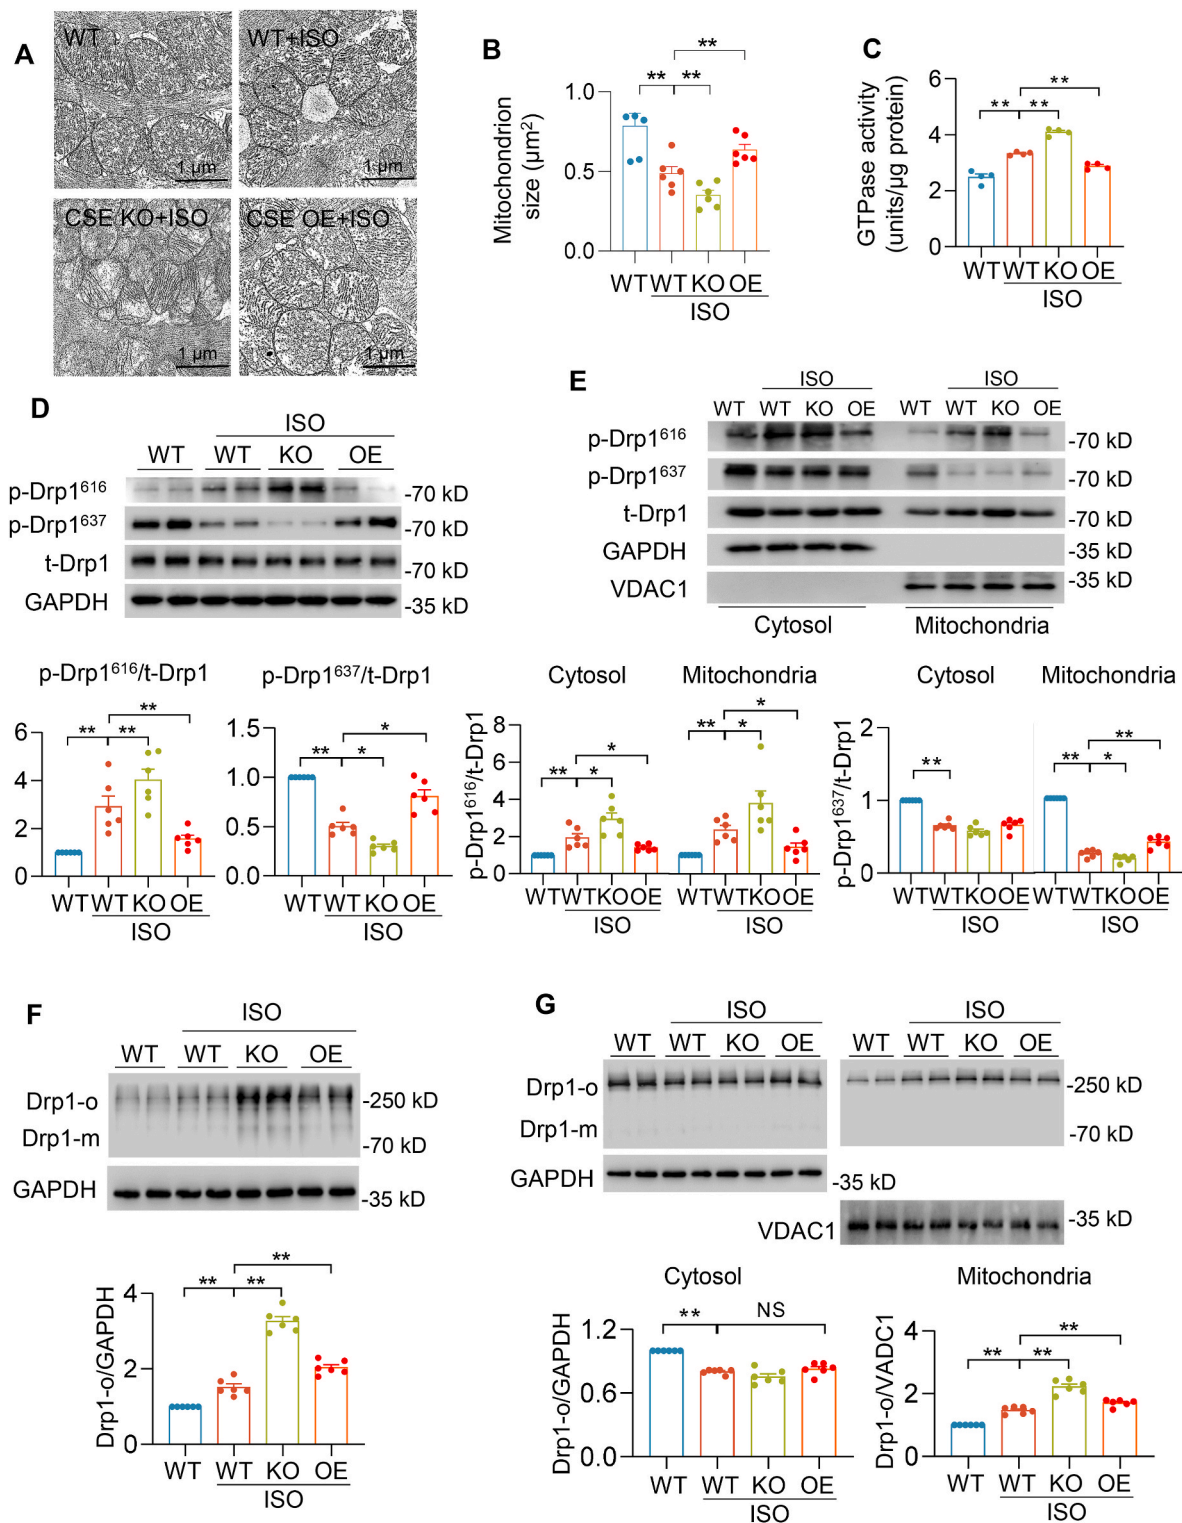 A
WT
WT+ISO
1 µm
1 µm
CSE KO+ISO
CSE OE+ISO
1 µm
1 µm
B
Mitochondrion
size (µm²)
1.0
0.5
0.0
** ** **
WT WT KO OE
ISO
C
GTPase activity
(units/µg protein)
6
4
2
0
** ** **
WT WT KO OE
ISO
D
ISO
WT WT KO OE
p-Drp1⁶¹⁶ -70 kD
p-Drp1⁶³⁷ -70 kD
t-Drp1 -70 kD
GAPDH -35 kD
p-Drp1⁶¹⁶/t-Drp1
6
4
2
0
** ** **
WT WT KO OE
ISO
p-Drp1⁶³⁷/t-Drp1
1.5
1.0
0.5
0.0
** * *
WT WT KO OE
ISO
E
ISO ISO
WT WT KO OE WT WT KO OE
p-Drp1⁶¹⁶ -70 kD
p-Drp1⁶³⁷ -70 kD
t-Drp1 -70 kD
GAPDH -35 kD
VDAC1 -35 kD
Cytosol Mitochondria
Cytosol Mitochondria
p-Drp1⁶¹⁶/t-Drp1
8
6
4
2
0
** * *
** * *
WT WT KO OE WT WT KO OE
ISO ISO
Cytosol Mitochondria
p-Drp1⁶³⁷/t-Drp1
2
1
0
**
** * **
WT WT KO OE WT WT KO OE
ISO ISO
F
ISO
WT WT KO OE
Drp1-o -250 kD
Drp1-m -70 kD
GAPDH -35 kD
Drp1-o/GAPDH
4
2
0
** ** **
WT WT KO OE
ISO
G
ISO ISO
WT WT KO OE WT WT KO OE
Drp1-o -250 kD
Drp1-m -70 kD
GAPDH -35 kD
VDAC1 -35 kD
Cytosol
Drp1-o/GAPDH
1.2
0.6
0.0
** NS
WT WT KO OE
ISO
Mitochondria
Drp1-o/VADC1
4
2
0
** ** **
WT WT KO OE
ISO